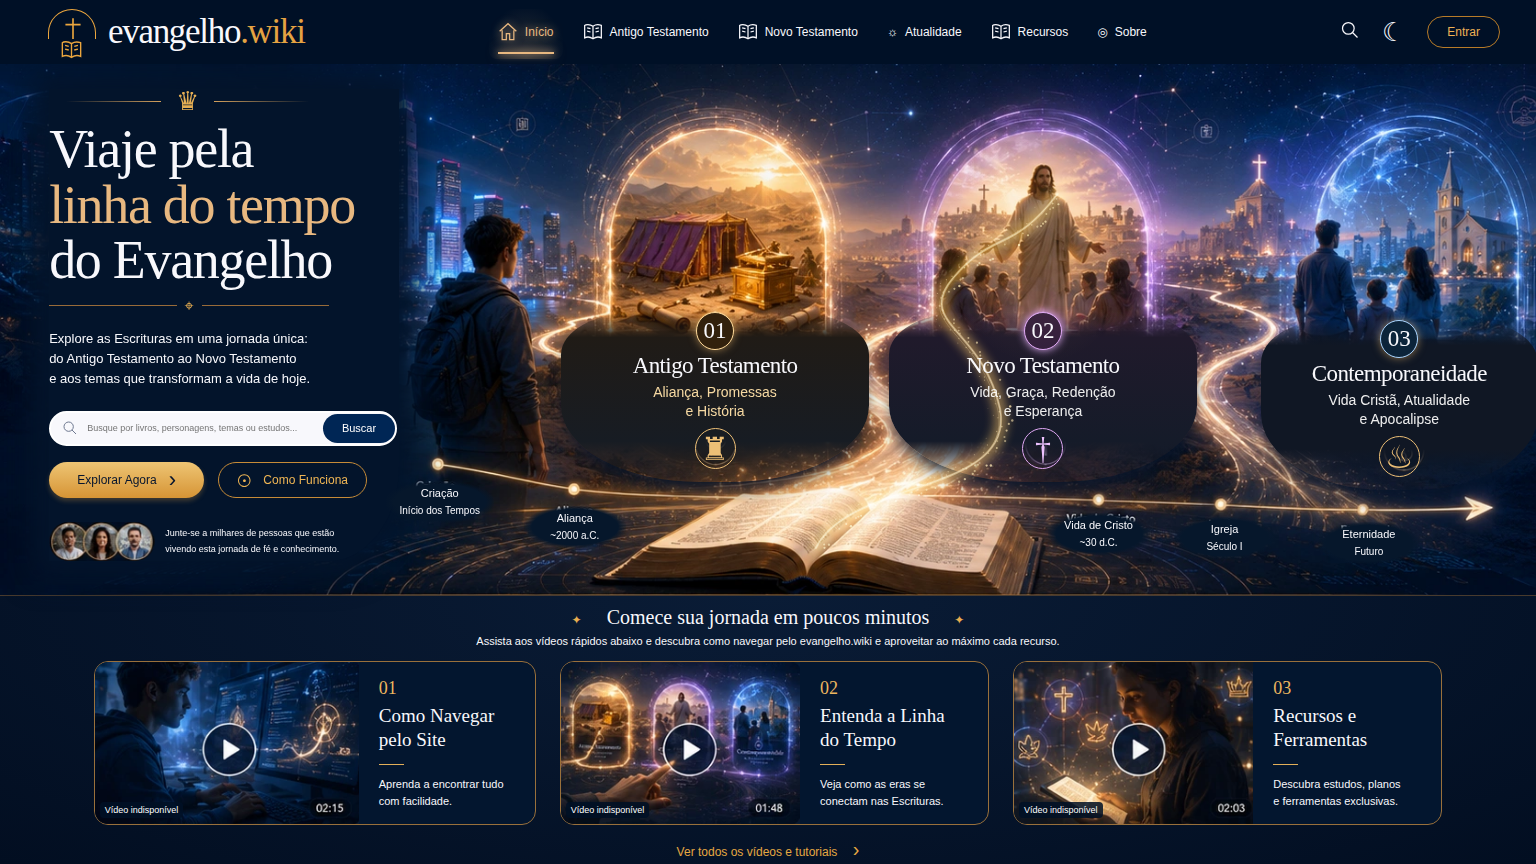 evangelho.wiki
Início
Antigo Testamento
Novo Testamento
Atualidade
Recursos
Sobre
Entrar
Viaje pela
linha do tempo
do Evangelho
Explore as Escrituras em uma jornada única:
do Antigo Testamento ao Novo Testamento
e aos temas que transformam a vida de hoje.
Busque por livros, personagens, temas ou estudos...
Buscar
Explorar Agora
Como Funciona
Junte-se a milhares de pessoas que estão
vivendo esta jornada de fé e conhecimento.
01
Antigo Testamento
Aliança, Promessas
e História
02
Novo Testamento
Vida, Graça, Redenção
e Esperança
03
Contemporaneidade
Vida Cristã, Atualidade
e Apocalipse
Criação
Início dos Tempos
Aliança
~2000 a.C.
Vida de Cristo
~30 d.C.
Igreja
Século I
Eternidade
Futuro
Comece sua jornada em poucos minutos
Assista aos vídeos rápidos abaixo e descubra como navegar pelo evangelho.wiki e aproveitar ao máximo cada recurso.
Vídeo indisponível
02:15
01
Como Navegar
pelo Site
Aprenda a encontrar tudo
com facilidade.
Vídeo indisponível
01:48
02
Entenda a Linha
do Tempo
Veja como as eras se
conectam nas Escrituras.
Vídeo indisponível
02:03
03
Recursos e
Ferramentas
Descubra estudos, planos
e ferramentas exclusivas.
Ver todos os vídeos e tutoriais